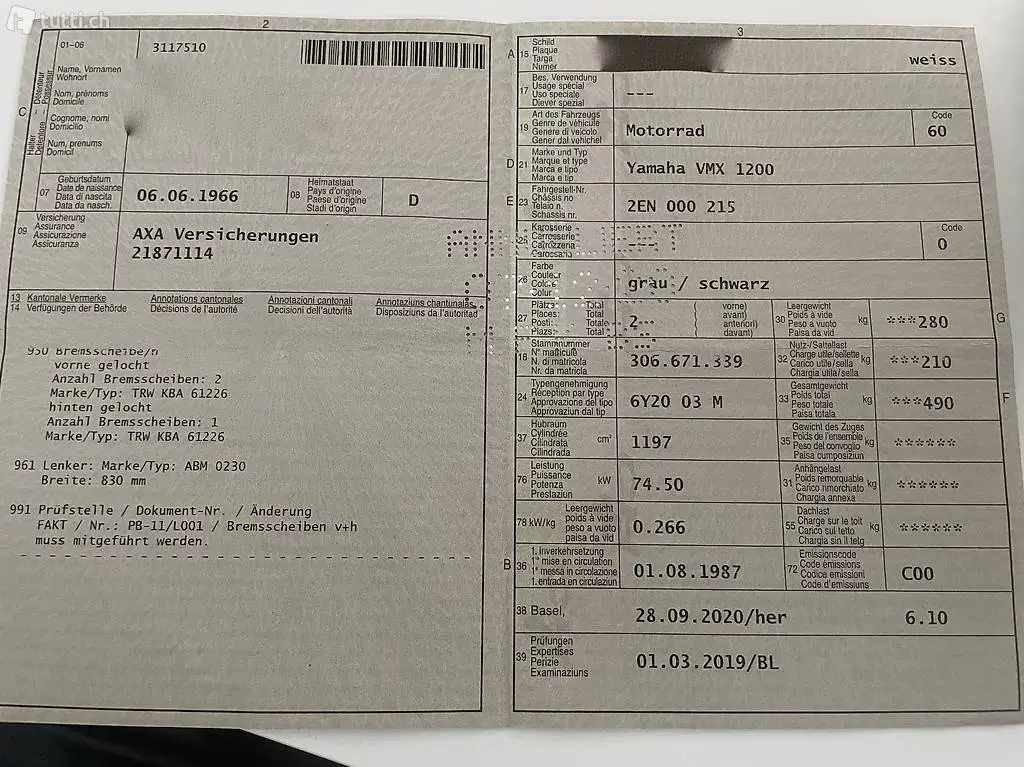 tutti.ch
2
01-06
3117510
C
Halter Détenteur
Detentore Possessur
Name, Vornamen
Wohnort
Nom, prénoms
Domicile
Cognome, nomi
Domicilio
Num, prenums
Domicil
07
Geburtsdatum
Date de naissance
Data di nascita
Data da nasch.
06.06.1966
08
Heimatstaat
Pays d'origine
Paese d'origine
Stadi d'origin
D
09
Versicherung
Assurance
Assicurazione
Assicuranza
AXA Versicherungen
21871114
13 Kantonale Vermerke
14 Verfügungen der Behörde
Annotations cantonales
Décisions de l'autorité
Annotazioni cantonali
Decisioni dell'autorità
Annotaziuns chantunalas
Disposiziuns da l'autoritad
950 Bremsscheibe/n
vorne gelocht
Anzahl Bremsscheiben: 2
Marke/Typ: TRW KBA 61226
hinten gelocht
Anzahl Bremsscheiben: 1
Marke/Typ: TRW KBA 61226
961 Lenker: Marke/Typ: ABM 0230
Breite: 830 mm
991 Prüfstelle / Dokument-Nr. / Änderung
FAKT / Nr.: PB-11/L001 / Bremsscheiben v+h
muss mitgeführt werden.
3
A 15
Schild
Plaque
Targa
Numer
weiss
17
Bes. Verwendung
Usage spécial
Uso speciale
Diever spezial
---
19
Art des Fahrzeugs
Genre de véhicule
Genere di veicolo
Gener dal vehichel
Motorrad
Code
60
D 21
Marke und Typ
Marque et type
Marca e tipo
Marca e tip
Yamaha VMX 1200
E 23
Fahrgestell-Nr.
Châssis no
Telaio n.
Schassis nr.
2EN 000 215
25
Karosserie
Carrosserie
Carrozzeria
Carossaria
---
Code
0
26
Farbe
Couleur
Colore
Colur
grau / schwarz
27
Plätze: Total
Places: Total
Posti: Totale
Plazs: Total
2--
vorne)
avant)
anteriori)
davant)
30
Leergewicht
Poids à vide
Peso a vuoto
Paisa da vid
kg
***280
G
18
Stammnummer
N° matricule
N. di matricola
Nr. da matricla
306.671.339
32
Nutz-/Sattellast
Charge utile/sellette
Carico utile/sella
Chargia utila/sella
kg
***210
24
Typengenehmigung
Réception par type
Approvazione del tipo
Approvaziun dal tip
6Y20 03 M
33
Gesamtgewicht
Poids total
Peso totale
Paisa totala
kg
***490
F
37
Hubraum
Cylindrée
Cilindrata
Cilindrada
cm³
1197
35
Gewicht des Zuges
Poids de l'ensemble
Peso del convoglio
Paisa cumposiziun
kg
******
76
Leistung
Puissance
Potenza
Prestaziun
kW
74.50
31
Anhängelast
Poids remorquable
Carico rimorchiato
Chargia annexa
kg
******
78 kW/kg
Leergewicht
poids à vide
peso a vuoto
paisa da vid
0.266
55
Dachlast
Charge sur le toit
Carico sul tetto
Chargia sin il tetg
kg
******
B 36
1. Inverkehrsetzung
1re mise en circulation
1a messa in circolazione
1. entrada en circulaziun
01.08.1987
72
Emissionscode
Code émissions
Codice emissioni
Code d'emissiuns
C00
38 Basel,
28.09.2020/her
6.10
39
Prüfungen
Expertises
Perizie
Examinaziuns
01.03.2019/BL